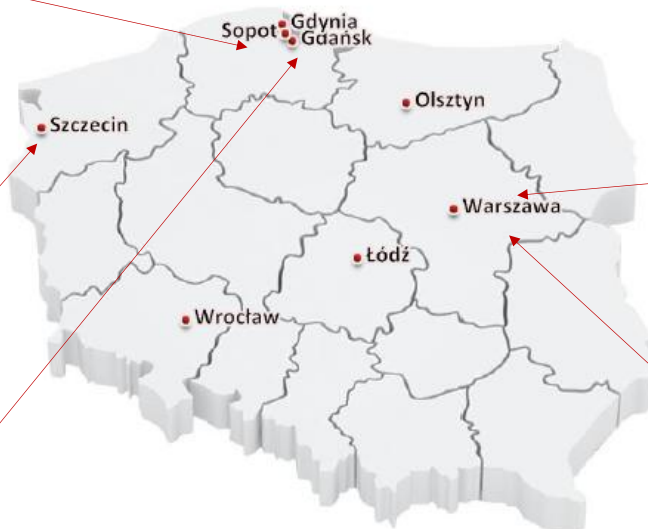 Gdynia
Sopot
Gdańsk
Olsztyn
Szczecin
Warszawa
Łódź
Wrocław